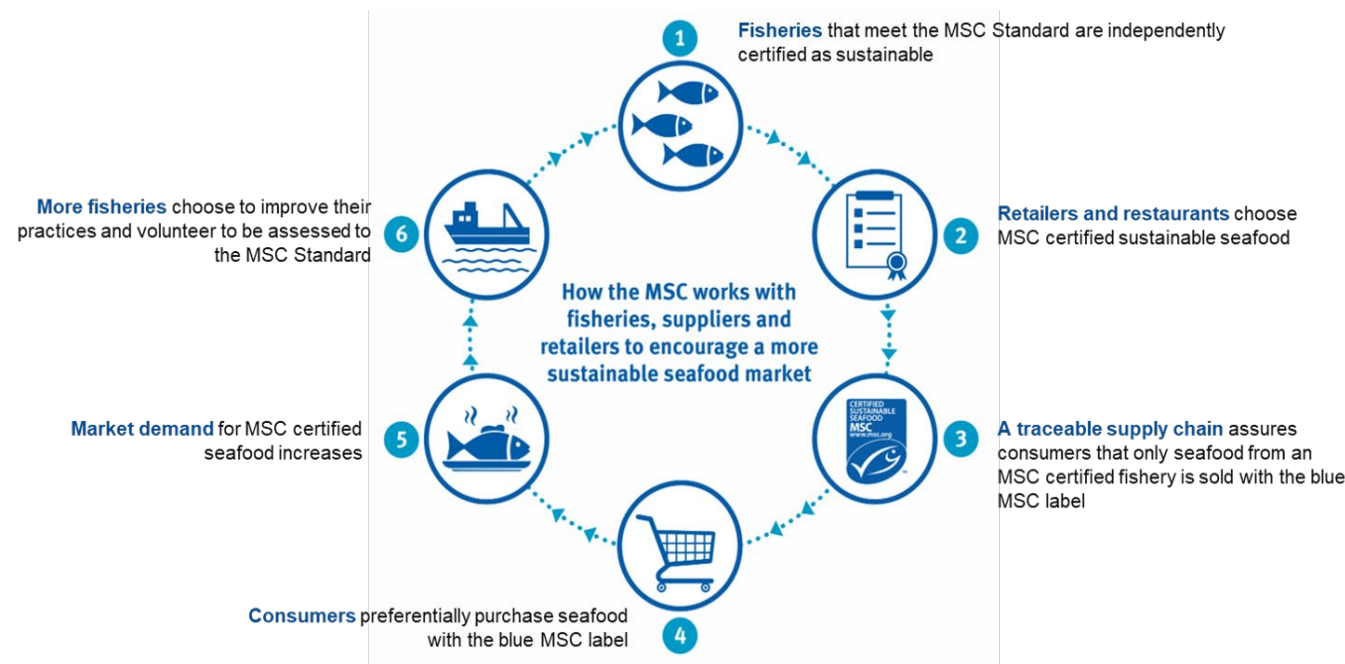 1
Fisheries that meet the MSC Standard are independently
certified as sustainable
2
Retailers and restaurants choose
MSC certified sustainable seafood
3
CERTIFIED
SUSTAINABLE
SEAFOOD
MSC
www.msc.org
TM
A traceable supply chain assures
consumers that only seafood from an
MSC certified fishery is sold with the blue
MSC label
4
Consumers preferentially purchase seafood
with the blue MSC label
5
Market demand for MSC certified
seafood increases
6
More fisheries choose to improve their
practices and volunteer to be assessed to
the MSC Standard
How the MSC works with
fisheries, suppliers and
retailers to encourage a more
sustainable seafood market